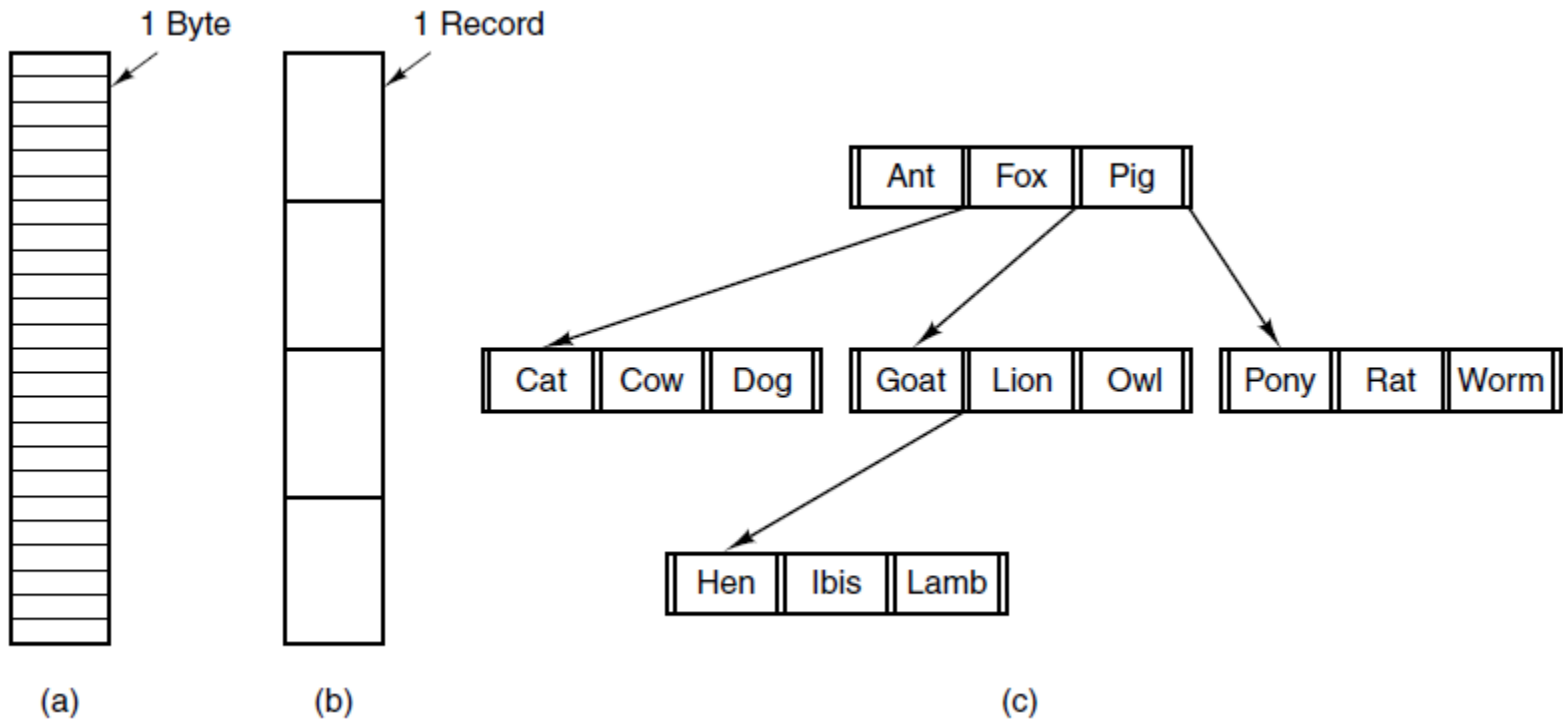 1 Byte
1 Record
Ant Fox Pig
Cat Cow Dog
Goat Lion Owl
Pony Rat Worm
Hen Ibis Lamb
(a)
(b)
(c)